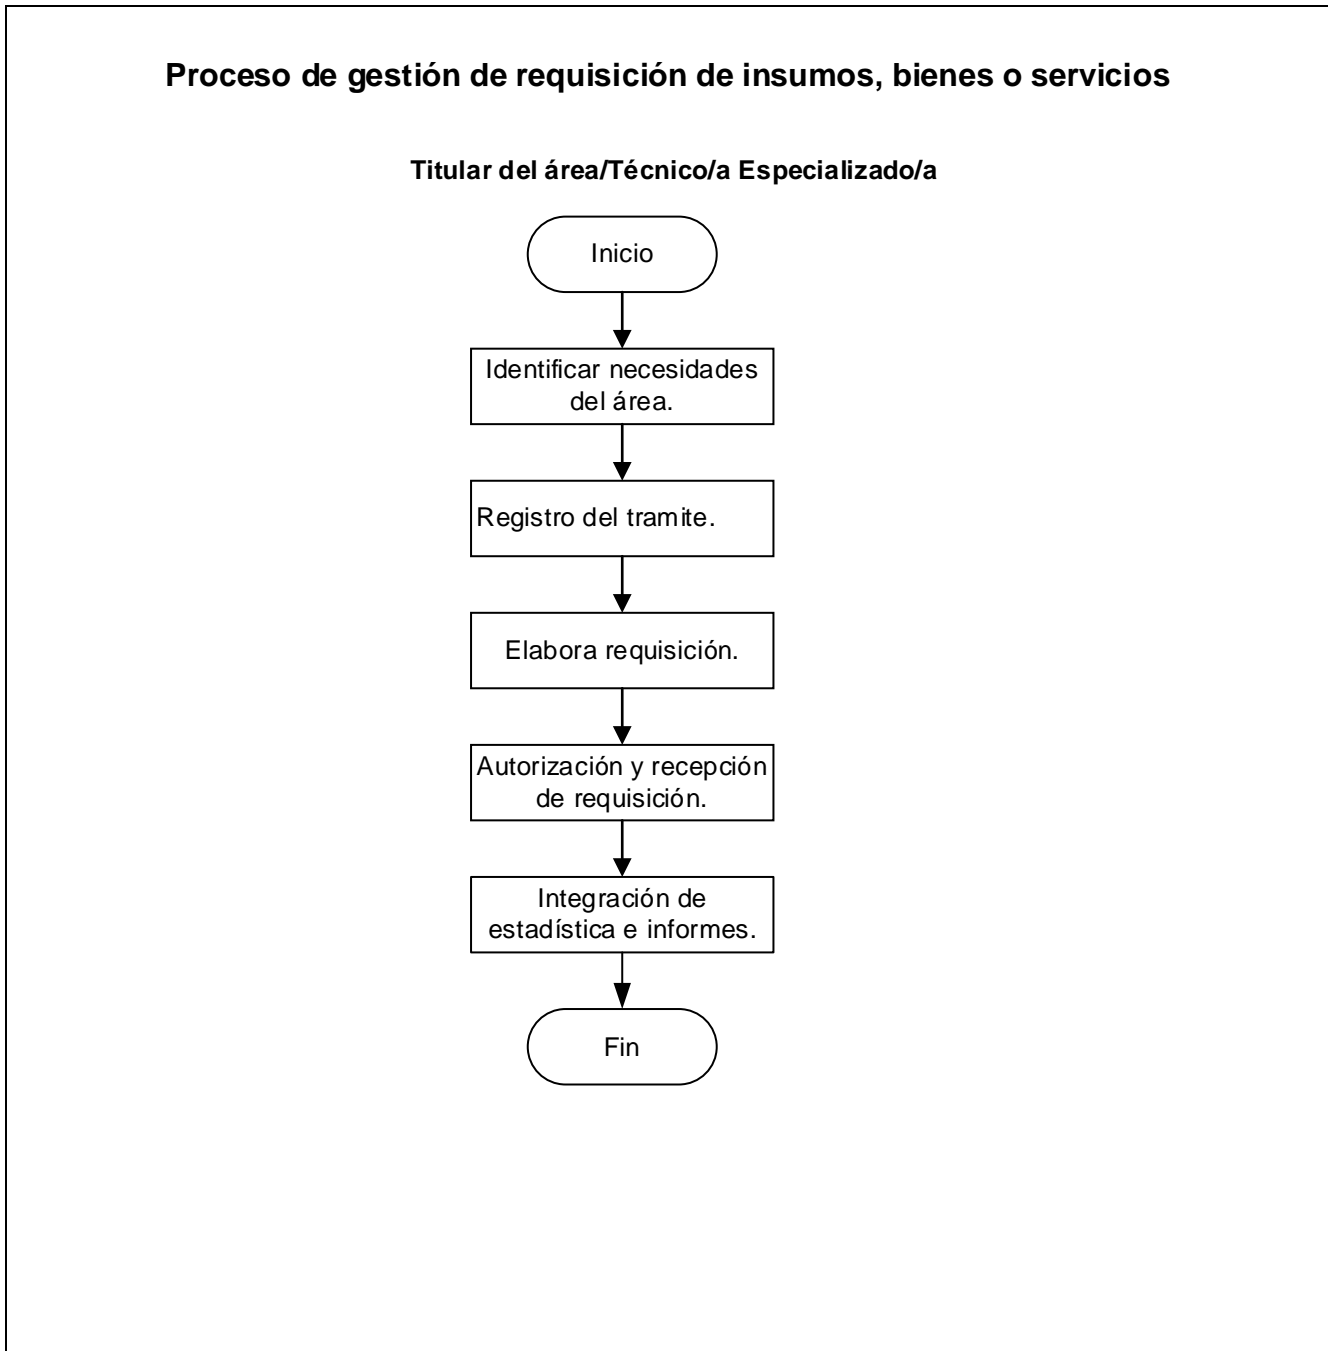 Proceso de gestión de requisición de insumos, bienes o servicios
Titular del área/Técnico/a Especializado/a
Inicio
Identificar necesidades
del área.
Registro del tramite.
Elabora requisición.
Autorización y recepción
de requisición.
Integración de
estadística e informes.
Fin